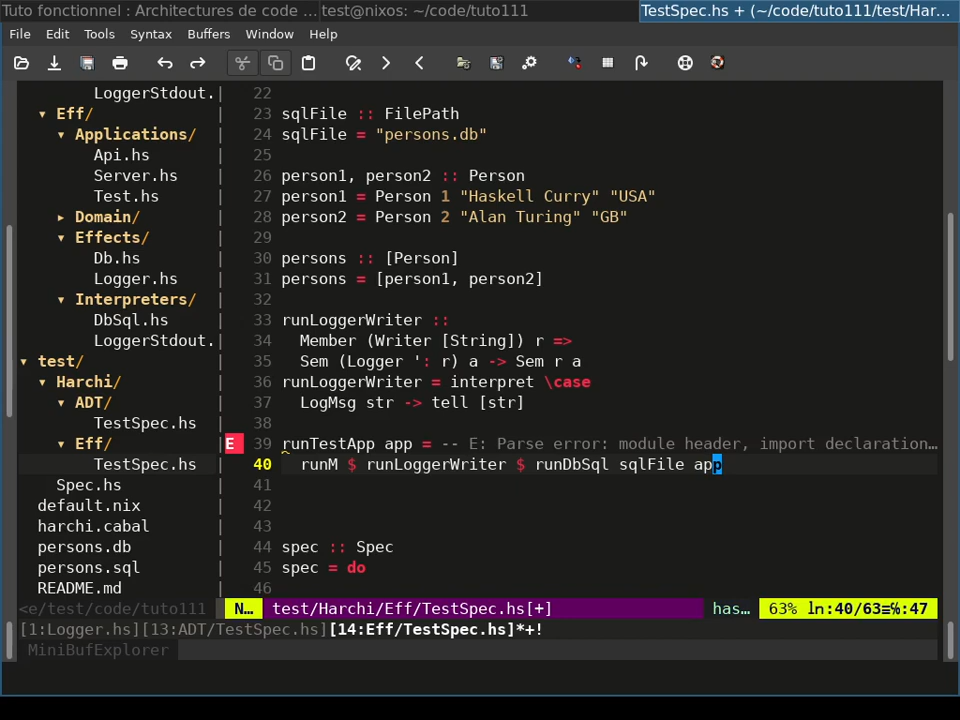 Tuto fonctionnel : Architectures de code ...
test@nixos: ~/code/tuto111
TestSpec.hs + (~/code/tuto111/test/Har...
File Edit Tools Syntax Buffers Window Help
LoggerStdout. | 22
▾ Eff/ | 23 sqlFile :: FilePath
▾ Applications/ | 24 sqlFile = "persons.db"
Api.hs | 25
Server.hs | 26 person1, person2 :: Person
Test.hs | 27 person1 = Person 1 "Haskell Curry" "USA"
▸ Domain/ | 28 person2 = Person 2 "Alan Turing" "GB"
▾ Effects/ | 29
Db.hs | 30 persons :: [Person]
Logger.hs | 31 persons = [person1, person2]
▾ Interpreters/ | 32
DbSql.hs | 33 runLoggerWriter ::
LoggerStdout. | 34 Member (Writer [String]) r =>
▾ test/ | 35 Sem (Logger ': r) a -> Sem r a
▾ Harchi/ | 36 runLoggerWriter = interpret \case
▾ ADT/ | 37 LogMsg str -> tell [str]
TestSpec.hs | 38
▾ Eff/ | E 39 runTestApp app = -- E: Parse error: module header, import declaration…
TestSpec.hs | 40 runM $ runLoggerWriter $ runDbSql sqlFile app
Spec.hs | 41
default.nix | 42
harchi.cabal | 43
persons.db | 44 spec :: Spec
persons.sql | 45 spec = do
README.md | 46
<e/test/code/tuto111 N… test/Harchi/Eff/TestSpec.hs[+] has… 63% ln:40/63≡℅:47
[1:Logger.hs][13:ADT/TestSpec.hs][14:Eff/TestSpec.hs]*+!
MiniBufExplorer